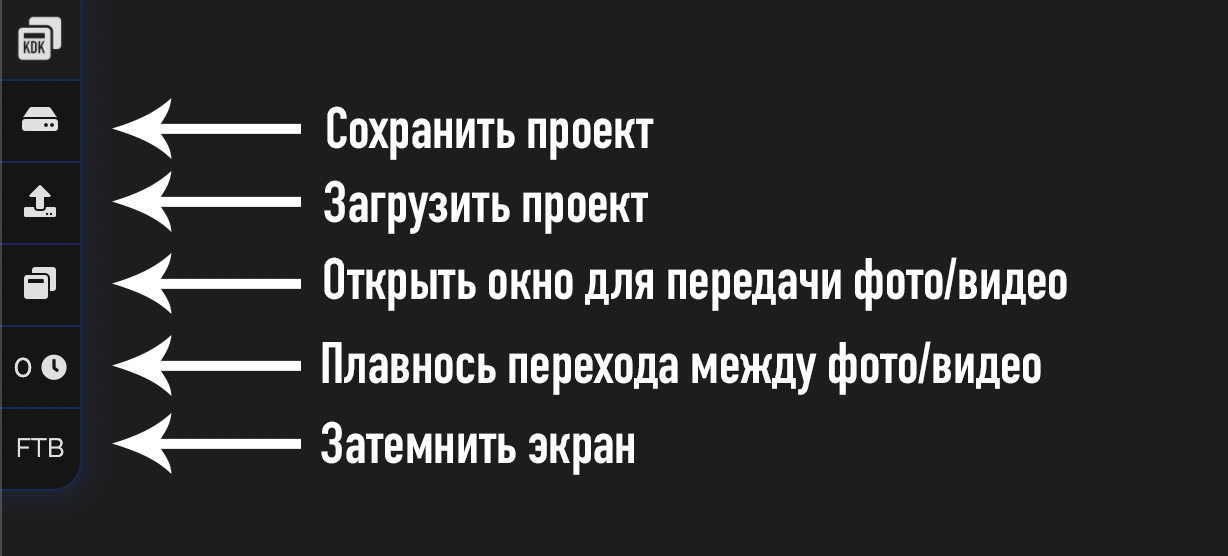 KDK
Сохранить проект
Загрузить проект
Открыть окно для передачи фото/видео
0 Плавнось перехода между фото/видео
FTB Затемнить экран